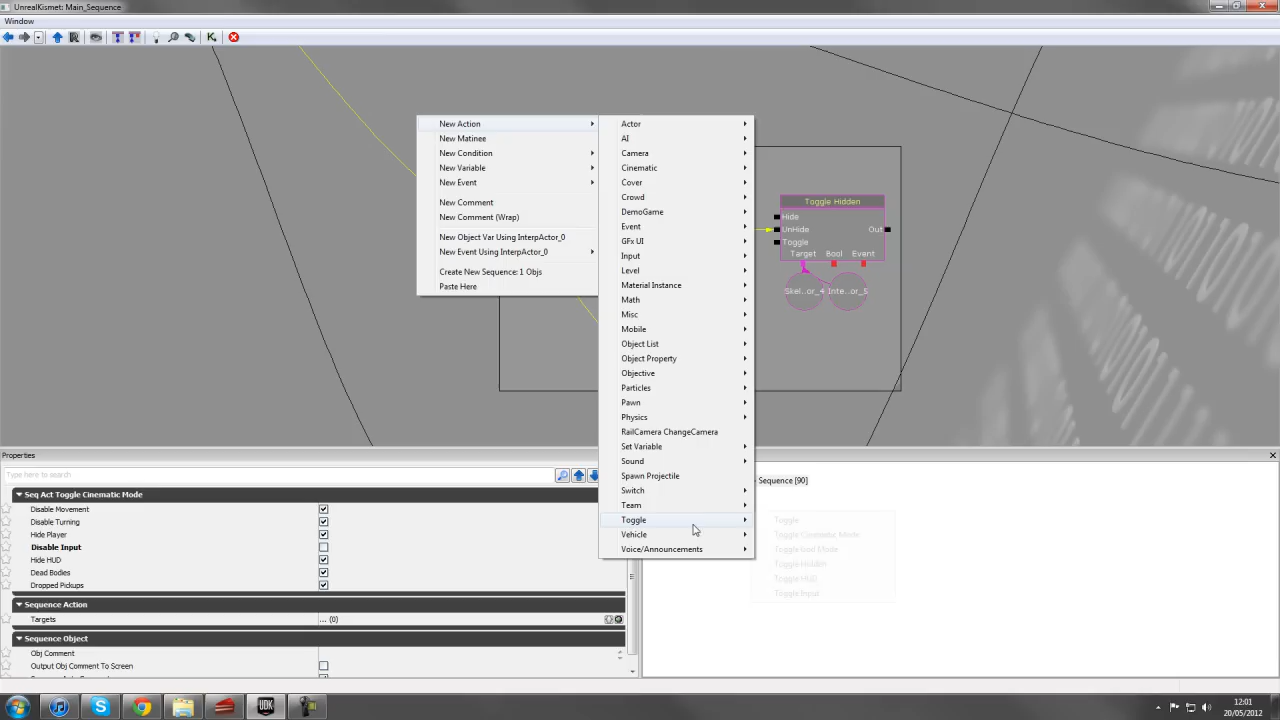 UnrealKismet: Main_Sequence
Window
New Action
New Matinee
New Condition
New Variable
New Event
New Comment
New Comment (Wrap)
New Object Var Using InterpActor_0
New Event Using InterpActor_0
Create New Sequence: 1 Objs
Paste Here
Actor
AI
Camera
Cinematic
Cover
Crowd
DemoGame
Event
GFx UI
Input
Level
Material Instance
Math
Misc
Mobile
Object List
Object Property
Objective
Particles
Pawn
Physics
RailCamera ChangeCamera
Set Variable
Sound
Spawn Projectile
Switch
Team
Toggle
Vehicle
Voice/Announcements
Toggle
Toggle Cinematic Mode
Toggle God Mode
Toggle Hidden
Toggle HUD
Toggle Input
Toggle Hidden
Hide
UnHide Out
Toggle
Target Bool Event
Skel...or_4 Inte...or_5
Properties
Type here to search
Seq Act Toggle Cinematic Mode
Disable Movement
Disable Turning
Hide Player
Disable Input
Hide HUD
Dead Bodies
Dropped Pickups
Sequence Action
Targets ... (0)
Sequence Object
Obj Comment
Output Obj Comment To Screen
Sequence [90]
UDK
12:01
20/05/2012